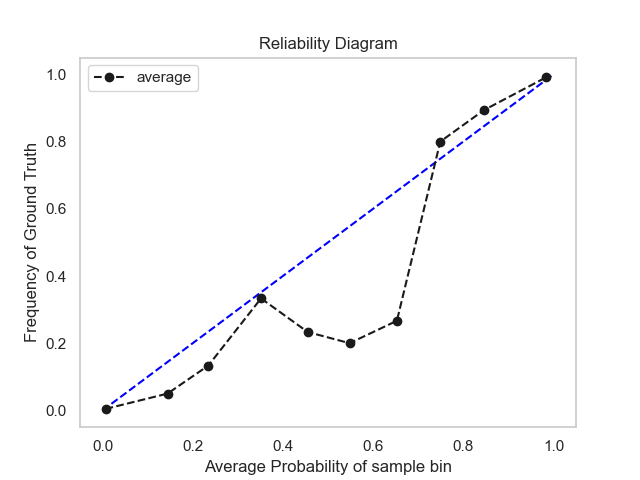 Reliability Diagram
average
Frequency of Ground Truth
1.0
0.8
0.6
0.4
0.2
0.0
0.0 0.2 0.4 0.6 0.8 1.0
Average Probability of sample bin